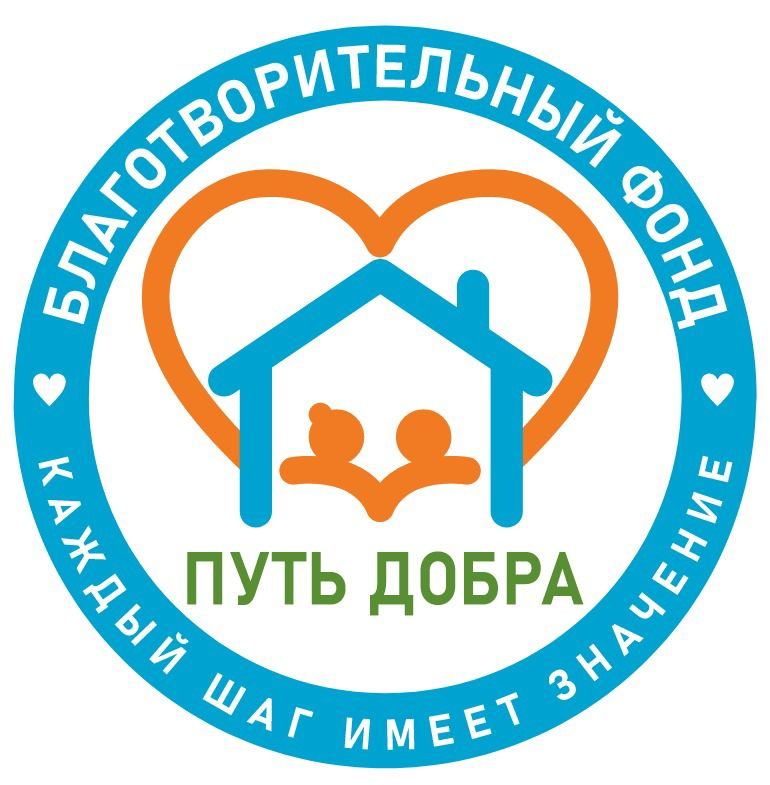 БЛАГОТВОРИТЕЛЬНЫЙ ФОНД
ПУТЬ ДОБРА
КАЖДЫЙ ШАГ ИМЕЕТ ЗНАЧЕНИЕ